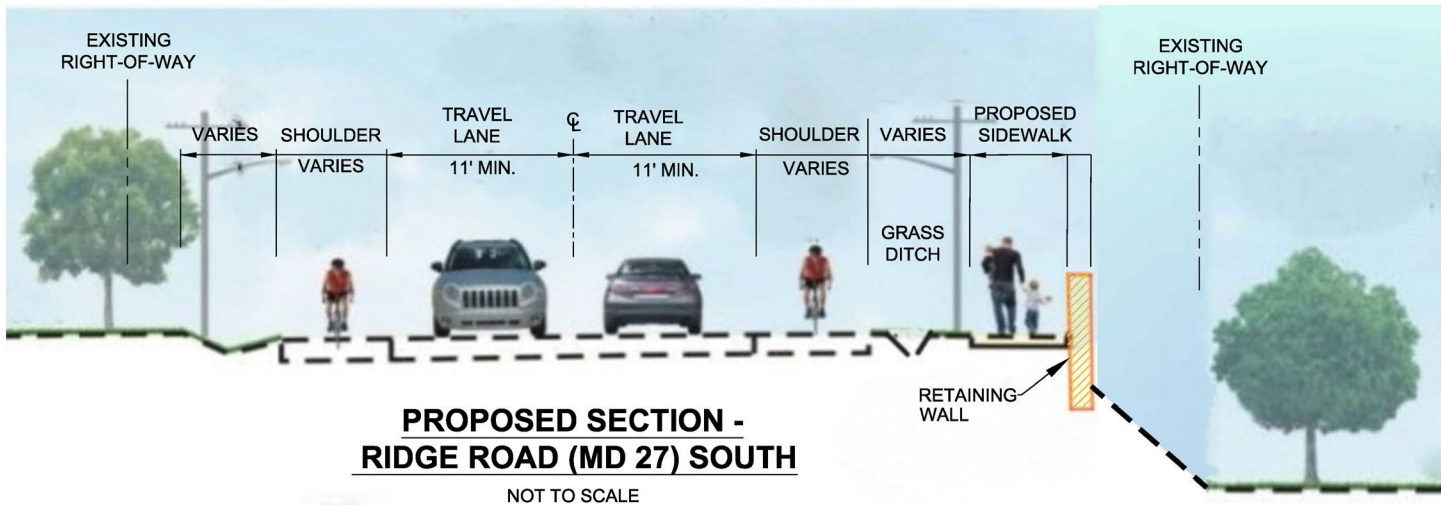 EXISTING
RIGHT-OF-WAY
VARIES
SHOULDER
VARIES
TRAVEL
LANE
11' MIN.
℄
TRAVEL
LANE
11' MIN.
SHOULDER
VARIES
VARIES
GRASS
DITCH
PROPOSED
SIDEWALK
EXISTING
RIGHT-OF-WAY
RETAINING
WALL
PROPOSED SECTION -
RIDGE ROAD (MD 27) SOUTH
NOT TO SCALE